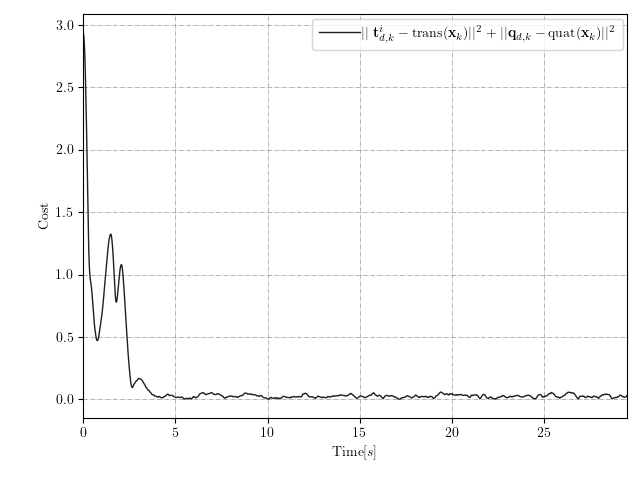 || t^i_{d,k} − trans(x_k)||^2 + ||q_{d,k} − quat(x_k)||^2
3.0
2.5
2.0
1.5
1.0
0.5
0.0
Cost
0 5 10 15 20 25
Time[s]